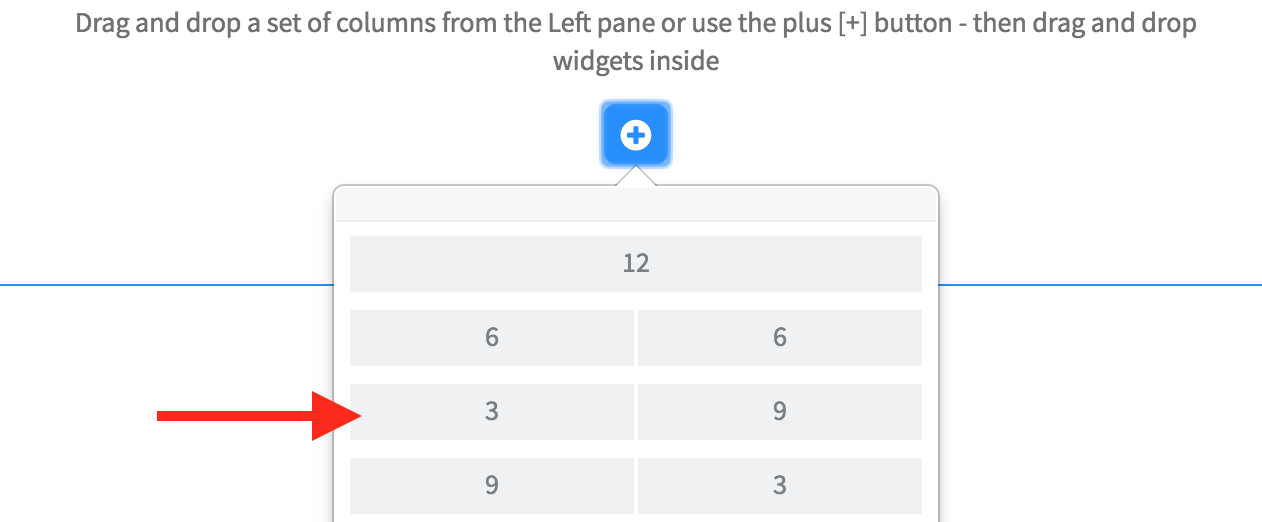 Drag and drop a set of columns from the Left pane or use the plus [+] button - then drag and drop
widgets inside
12
6 6
3 9
9 3